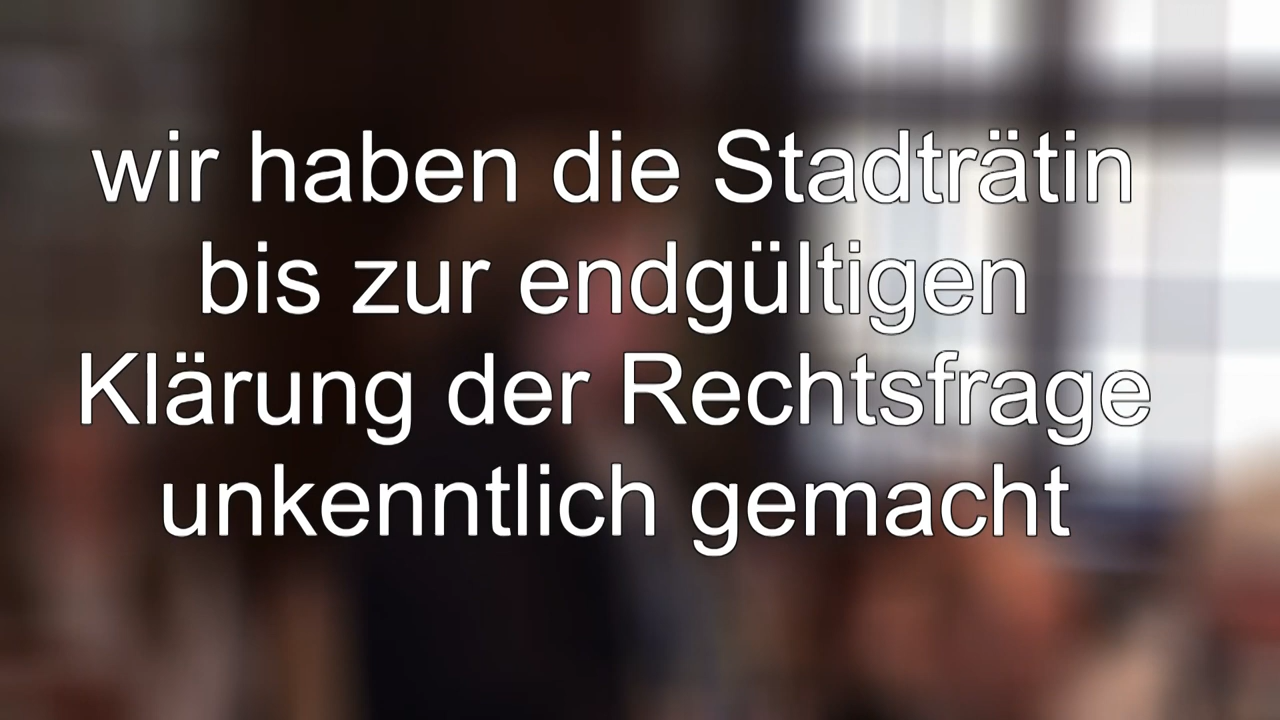 wir haben die Stadträtin
bis zur endgültigen
Klärung der Rechtsfrage
unkenntlich gemacht